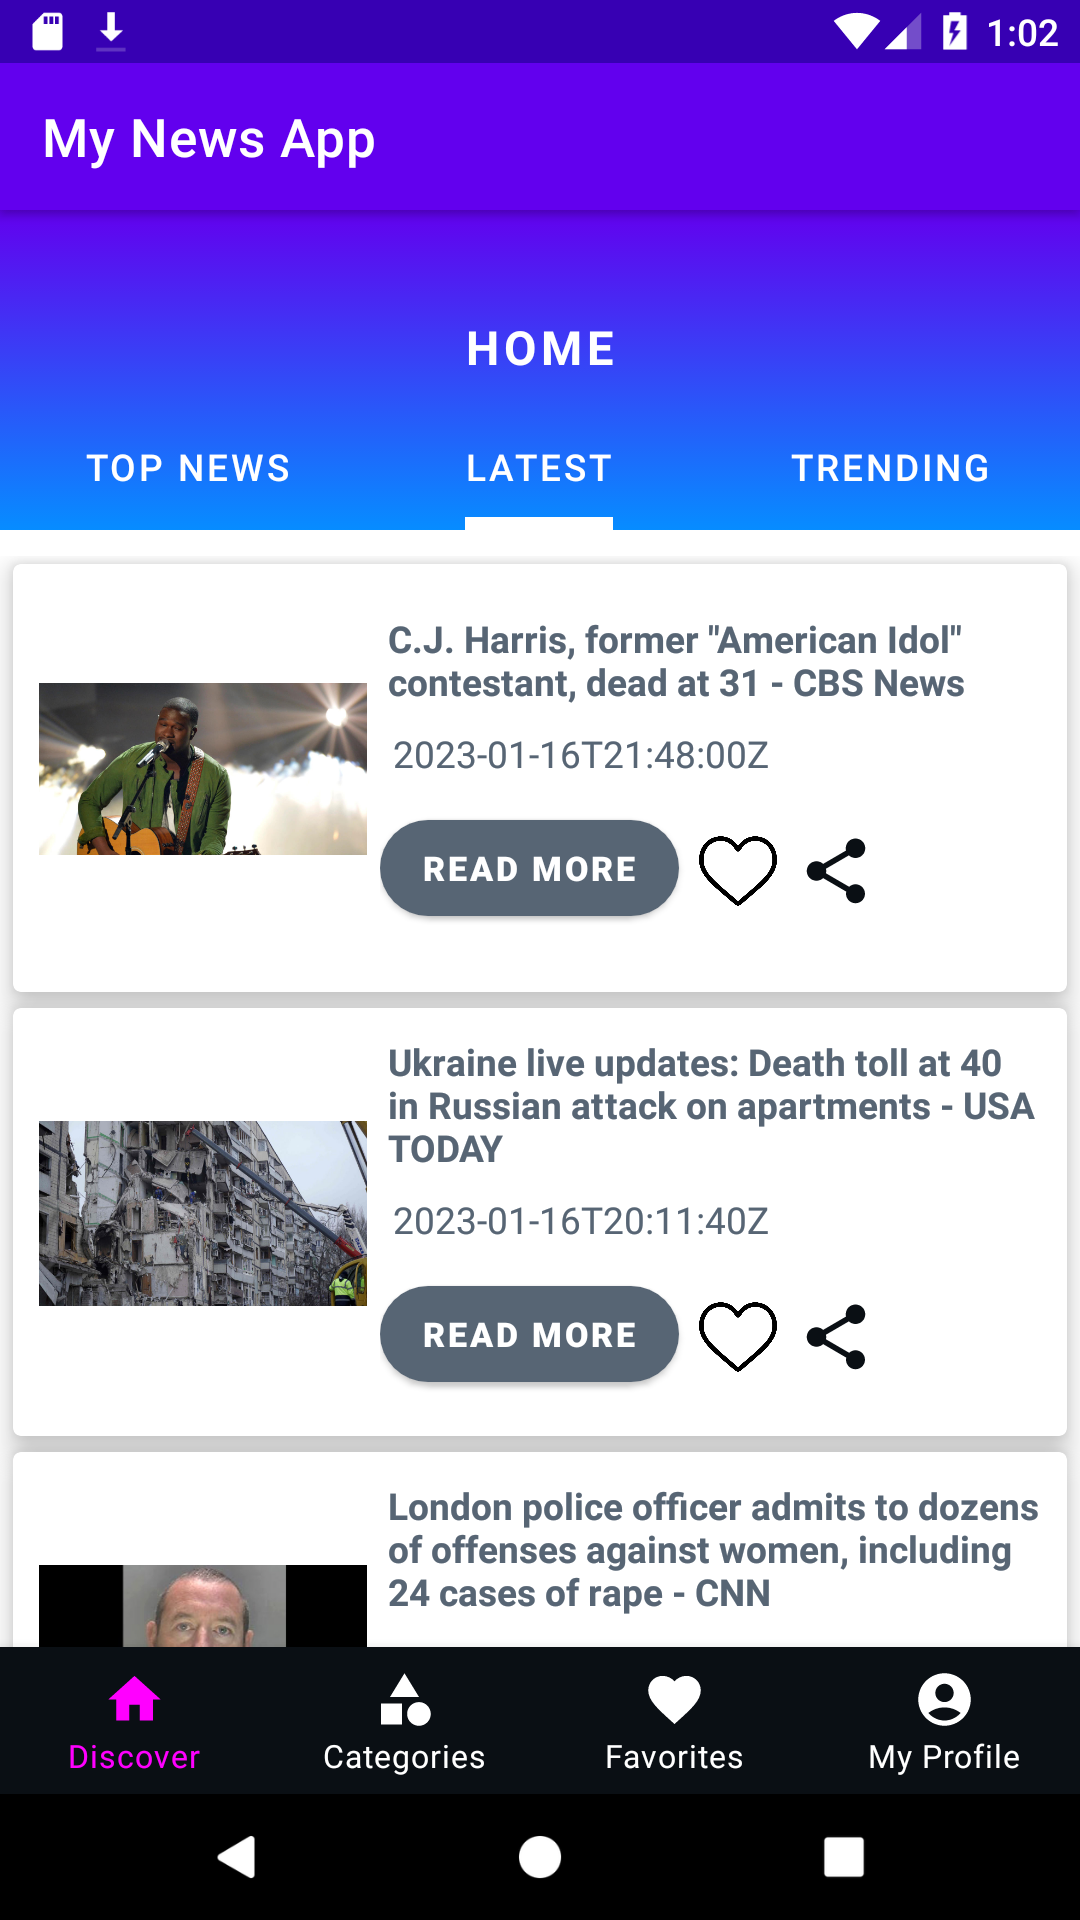 1:02
My News App
HOME
TOP NEWS
LATEST
TRENDING
C.J. Harris, former "American Idol"
contestant, dead at 31 - CBS News
2023-01-16T21:48:00Z
READ MORE
Ukraine live updates: Death toll at 40
in Russian attack on apartments - USA
TODAY
2023-01-16T20:11:40Z
READ MORE
London police officer admits to dozens
of offenses against women, including
24 cases of rape - CNN
Discover
Categories
Favorites
My Profile